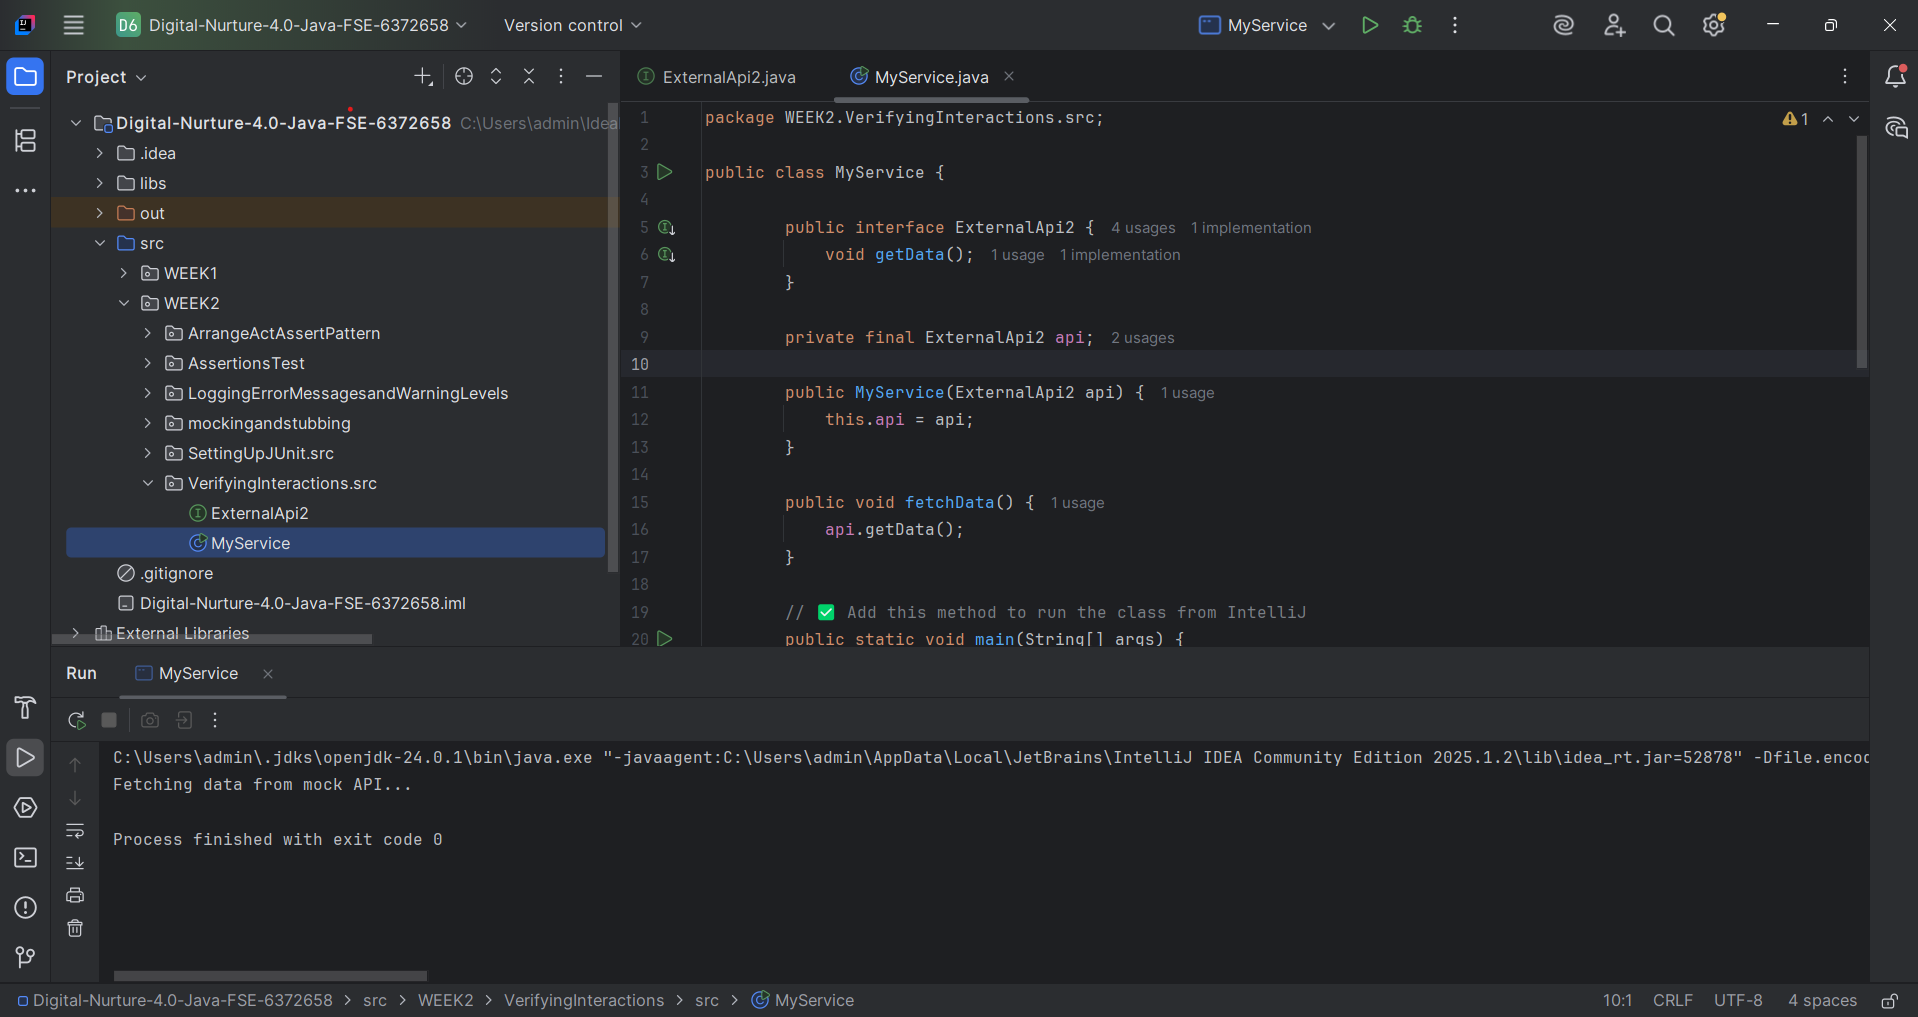 D6 Digital-Nurture-4.0-Java-FSE-6372658 Version control MyService
Project
Digital-Nurture-4.0-Java-FSE-6372658 C:\Users\admin\Idea
.idea
libs
out
src
WEEK1
WEEK2
ArrangeActAssertPattern
AssertionsTest
LoggingErrorMessagesandWarningLevels
mockingandstubbing
SettingUpJUnit.src
VerifyingInteractions.src
ExternalApi2
MyService
.gitignore
Digital-Nurture-4.0-Java-FSE-6372658.iml
External Libraries
ExternalApi2.java MyService.java
1 package WEEK2.VerifyingInteractions.src; 1
2
3 public class MyService {
4
5 public interface ExternalApi2 { 4 usages 1 implementation
6 void getData(); 1 usage 1 implementation
7 }
8
9 private final ExternalApi2 api; 2 usages
10
11 public MyService(ExternalApi2 api) { 1 usage
12 this.api = api;
13 }
14
15 public void fetchData() { 1 usage
16 api.getData();
17 }
18
19 // ✅ Add this method to run the class from IntelliJ
20 public static void main(String[] args) {
Run MyService
C:\Users\admin\.jdks\openjdk-24.0.1\bin\java.exe "-javaagent:C:\Users\admin\AppData\Local\JetBrains\IntelliJ IDEA Community Edition 2025.1.2\lib\idea_rt.jar=52878" -Dfile.encod
Fetching data from mock API...
Process finished with exit code 0
Digital-Nurture-4.0-Java-FSE-6372658 > src > WEEK2 > VerifyingInteractions > src > MyService 10:1 CRLF UTF-8 4 spaces